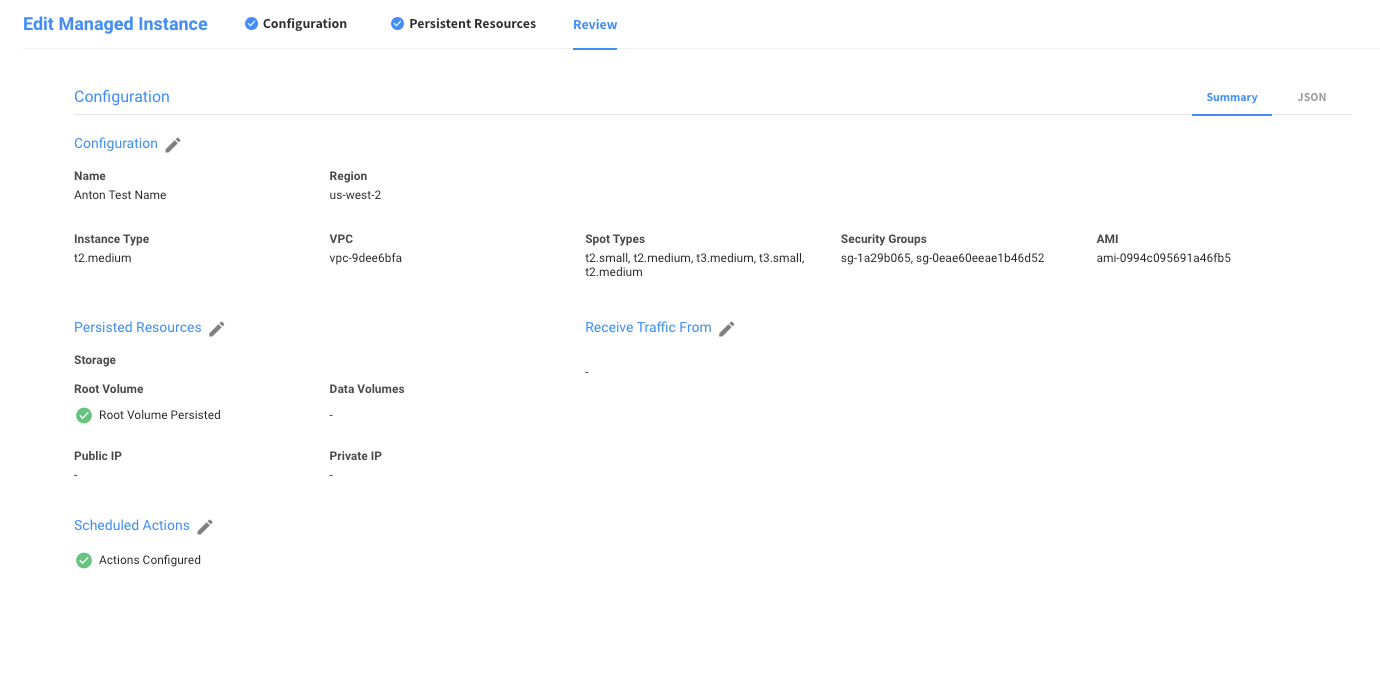 Edit Managed Instance Configuration Persistent Resources Review
Configuration Summary JSON
Configuration
Name Region
Anton Test Name us-west-2
Instance Type VPC Spot Types Security Groups AMI
t2.medium vpc-9dee6bfa t2.small, t2.medium, t3.medium, t3.small, sg-1a29b065, sg-0eae60eeae1b46d52 ami-0994c095691a46fb5
t2.medium
Persisted Resources Receive Traffic From
Storage
-
Root Volume Data Volumes
Root Volume Persisted -
Public IP Private IP
- -
Scheduled Actions
Actions Configured